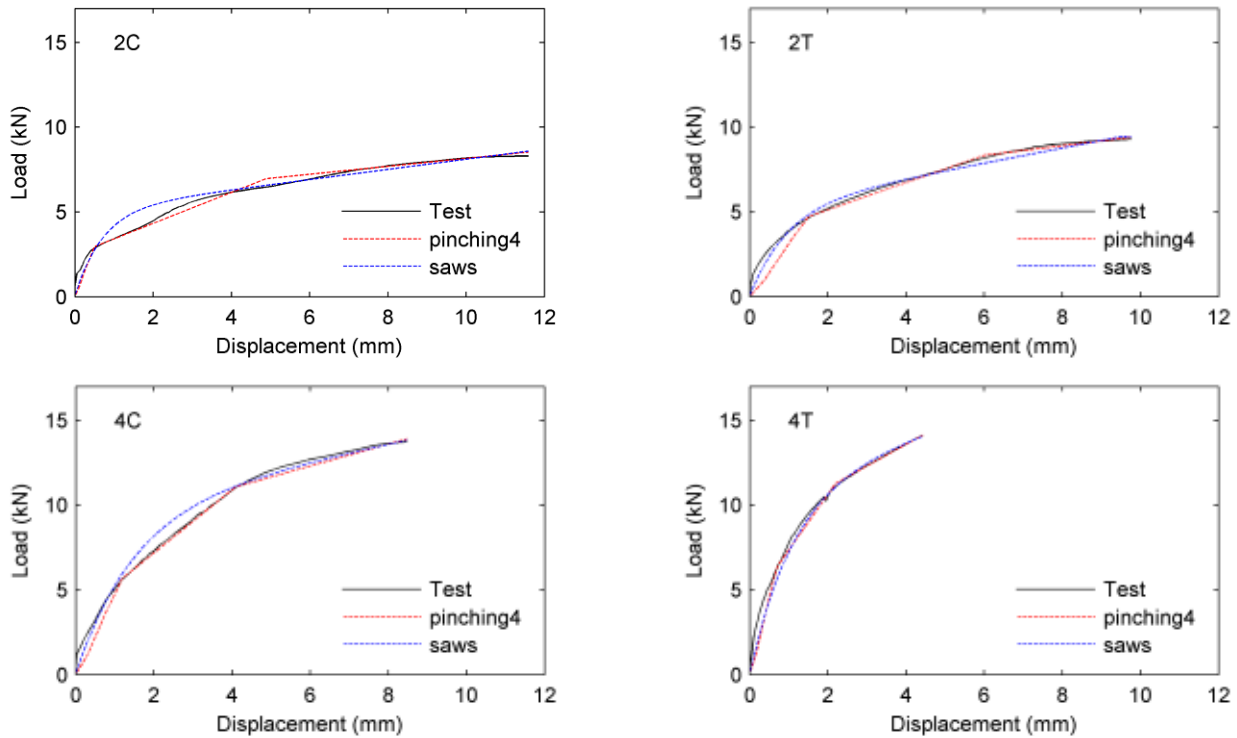 2C
Load (kN)
15
10
5
0
Test
pinching4
saws
0 2 4 6 8 10 12
Displacement (mm)
2T
Load (kN)
15
10
5
0
Test
pinching4
saws
0 2 4 6 8 10 12
Displacement (mm)
4C
Load (kN)
15
10
5
0
Test
pinching4
saws
0 2 4 6 8 10 12
Displacement (mm)
4T
Load (kN)
15
10
5
0
Test
pinching4
saws
0 2 4 6 8 10 12
Displacement (mm)